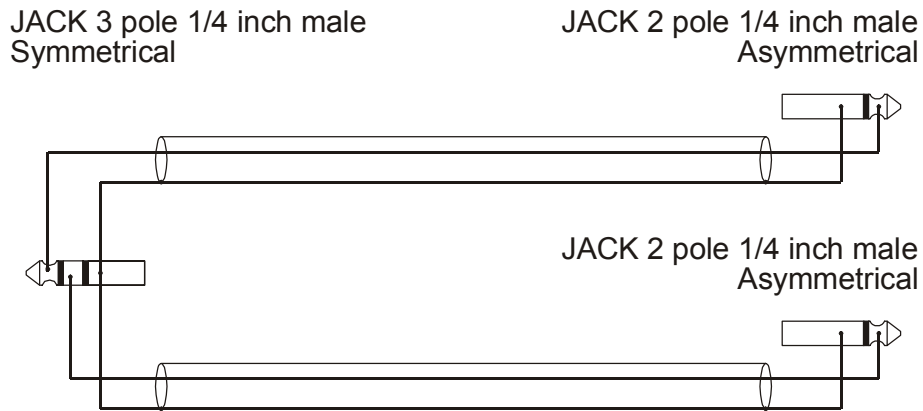 JACK 3 pole 1/4 inch male
Symmetrical
JACK 2 pole 1/4 inch male
Asymmetrical
JACK 2 pole 1/4 inch male
Asymmetrical